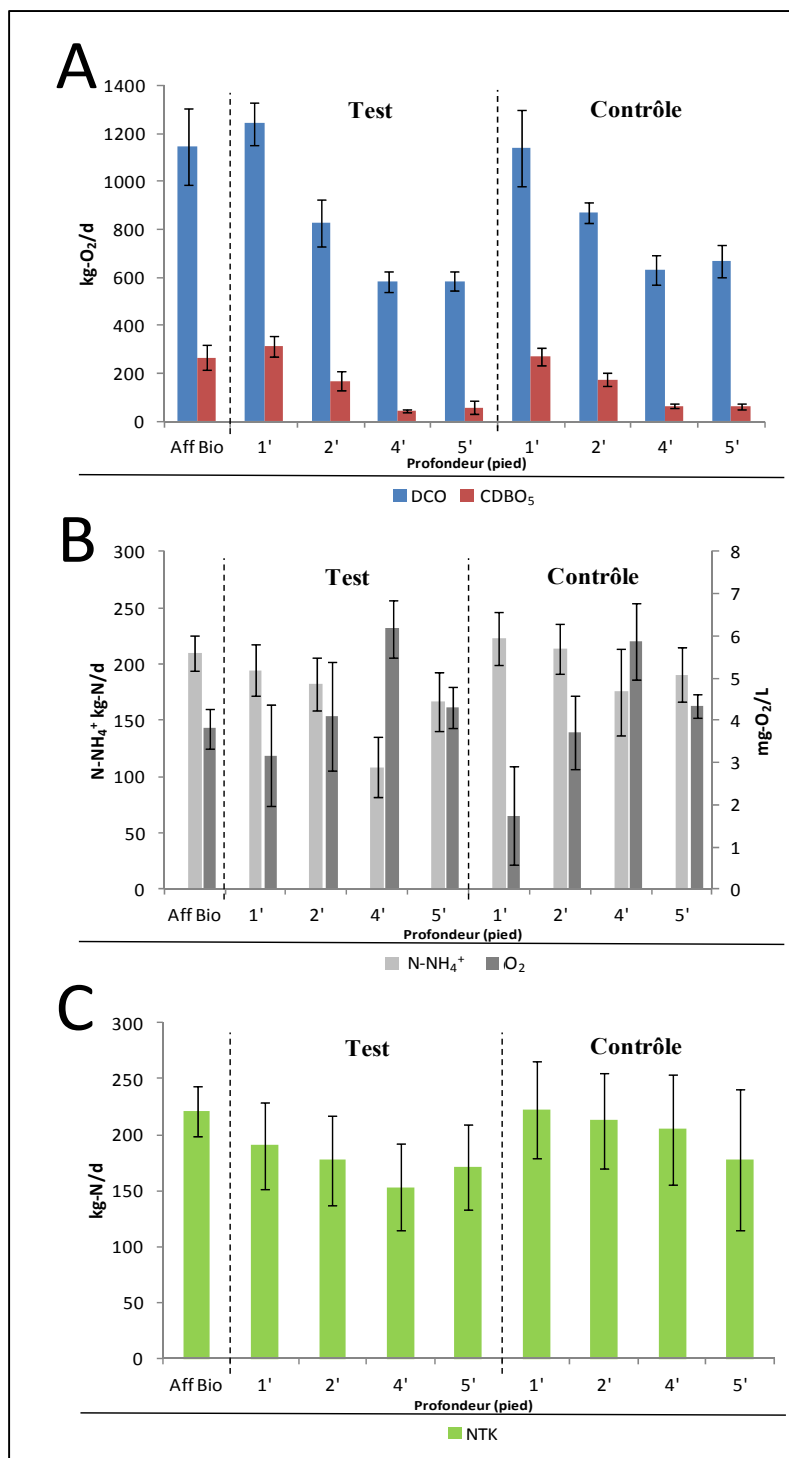 A
1400
1200
1000
800
600
400
200
0
kg-O₂/d
Test
Contrôle
Aff Bio 1' 2' 4' 5' 1' 2' 4' 5'
Profondeur (pied)
DCO CDBO₅
B
300
250
200
150
100
50
0
N-NH₄⁺ kg-N/d
Test
Contrôle
8
7
6
5
4
3
2
1
0
mg-O₂/L
Aff Bio 1' 2' 4' 5' 1' 2' 4' 5'
Profondeur (pied)
N-NH₄⁺ O₂
C
300
250
200
150
100
50
0
kg-N/d
Test
Contrôle
Aff Bio 1' 2' 4' 5' 1' 2' 4' 5'
Profondeur (pied)
NTK